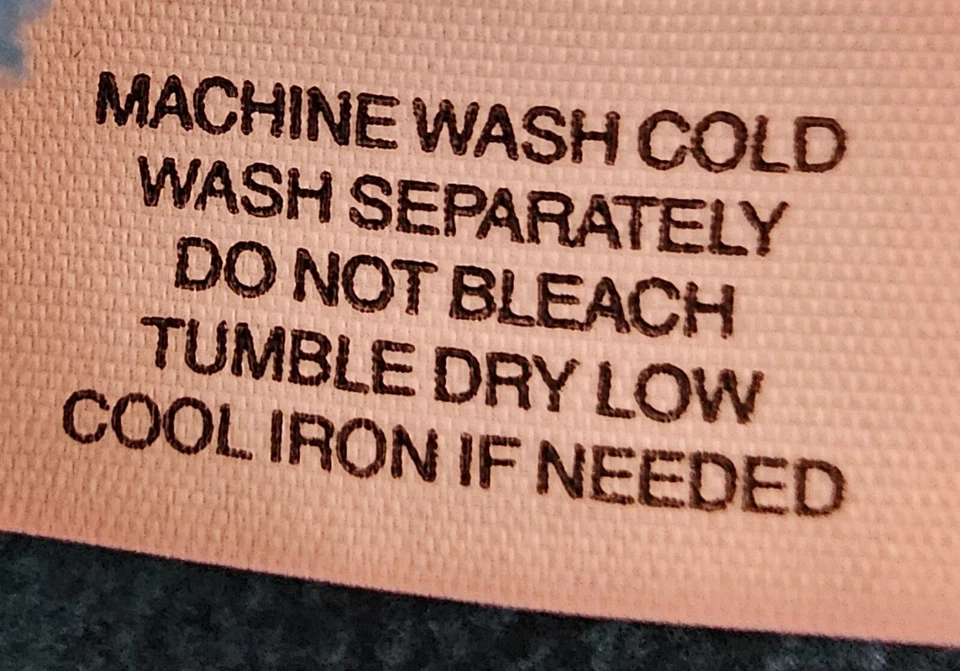 MACHINE WASH COLD
WASH SEPARATELY
DO NOT BLEACH
TUMBLE DRY LOW
COOL IRON IF NEEDED